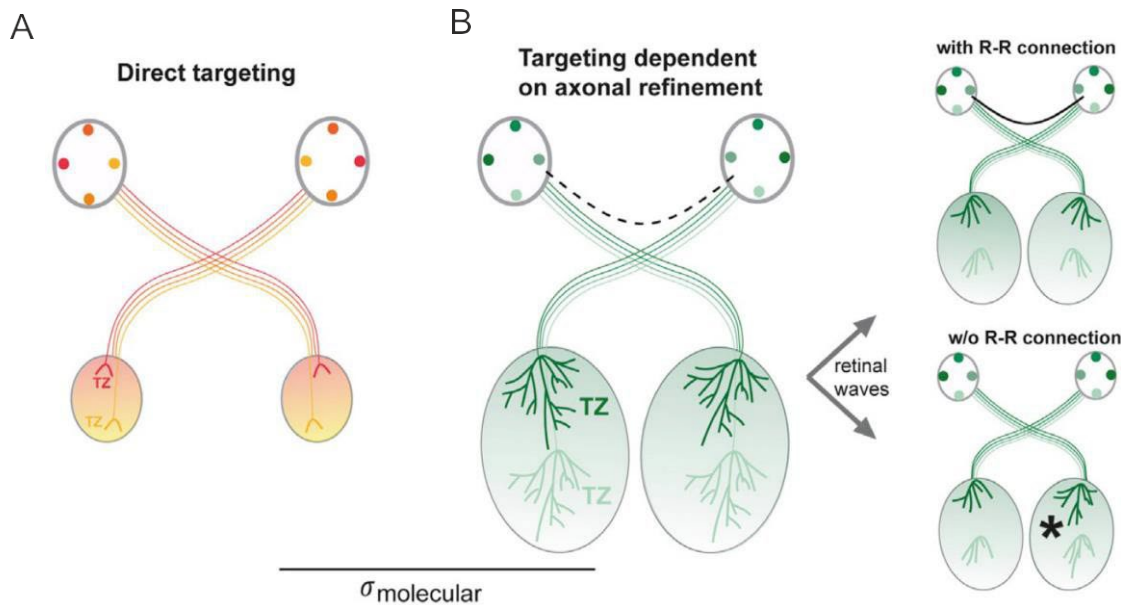 A
Direct targeting
TZ
TZ
B
Targeting dependent
on axonal refinement
TZ
TZ
retinal
waves
with R-R connection
w/o R-R connection
*
σmolecular